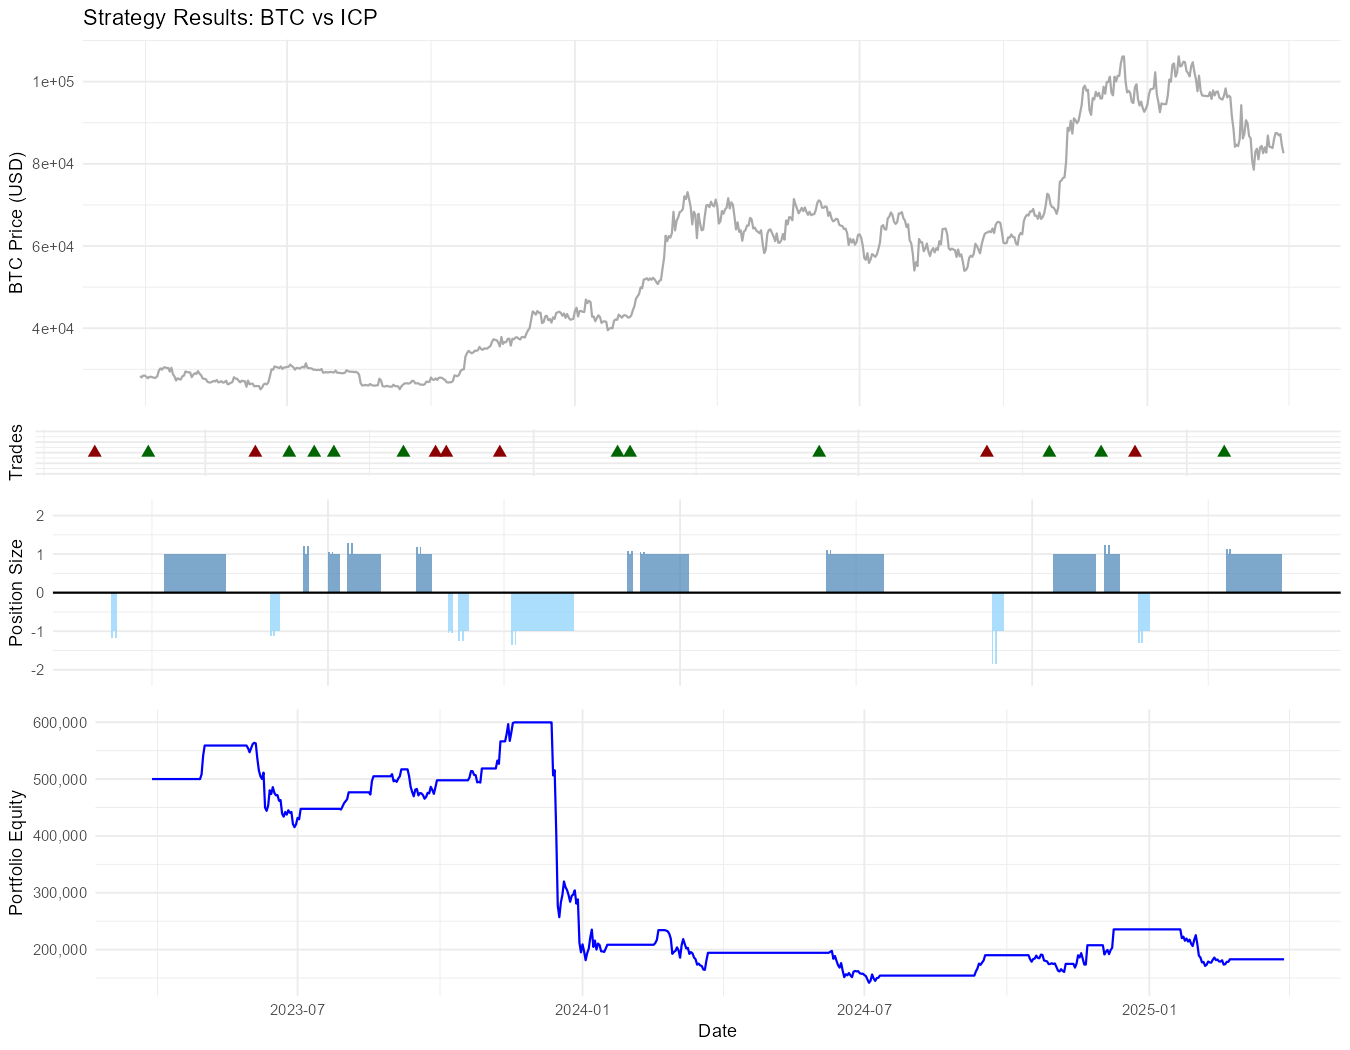 Strategy Results: BTC vs ICP
BTC Price (USD)
1e+05
8e+04
6e+04
4e+04
Trades
Position Size
2
1
0
-1
-2
Portfolio Equity
600,000
500,000
400,000
300,000
200,000
2023-07
2024-01
2024-07
2025-01
Date